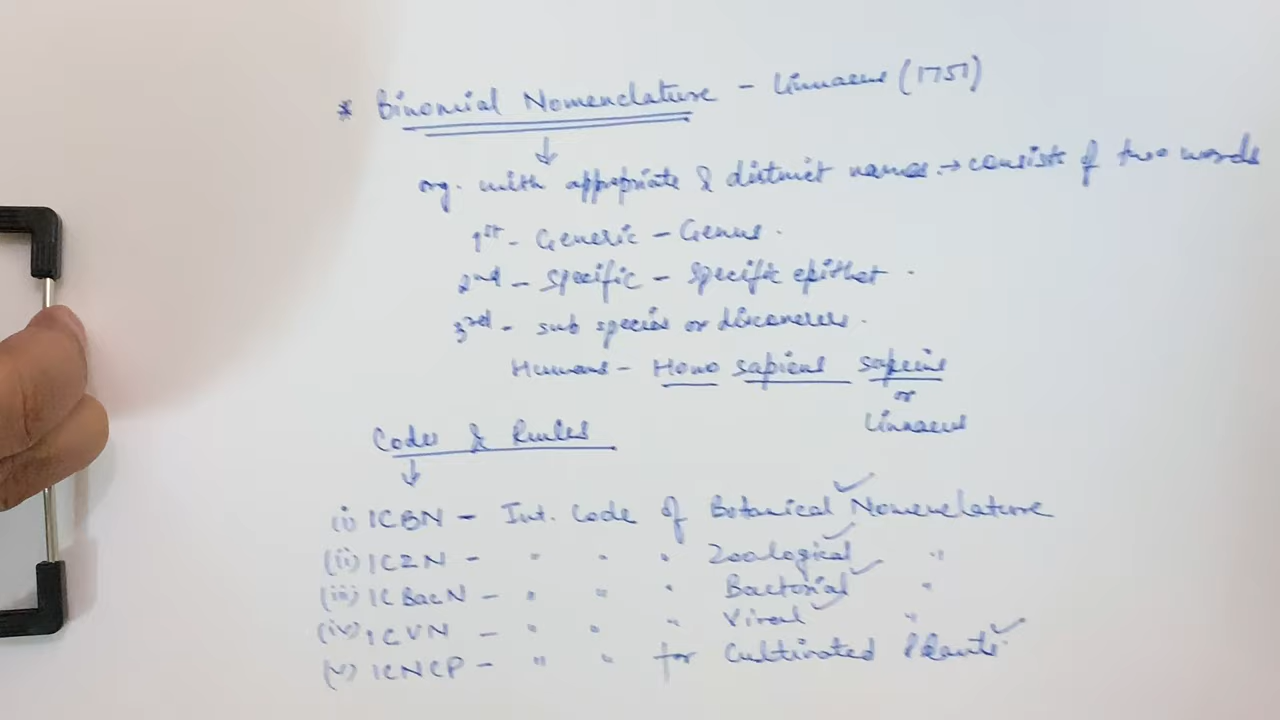 * Binomial Nomenclature - Linnaeus (1751)
↓
org. with appropriate & distinct names. → consists of two words
1st - Generic - Genus.
2nd - Specific - Specific epithet.
3rd - sub species or discoverers.
Humans - Homo sapiens sapiens
or
Linnaeus
Codes & Rules
↓
(i) ICBN - Int. Code of Botanical Nomenclature
(ii) ICZN - " " " Zoological "
(iii) ICBacN - " " " Bacterial "
(iv) ICVN - " " " Viral "
(v) ICNCP - " " for Cultivated Plants.